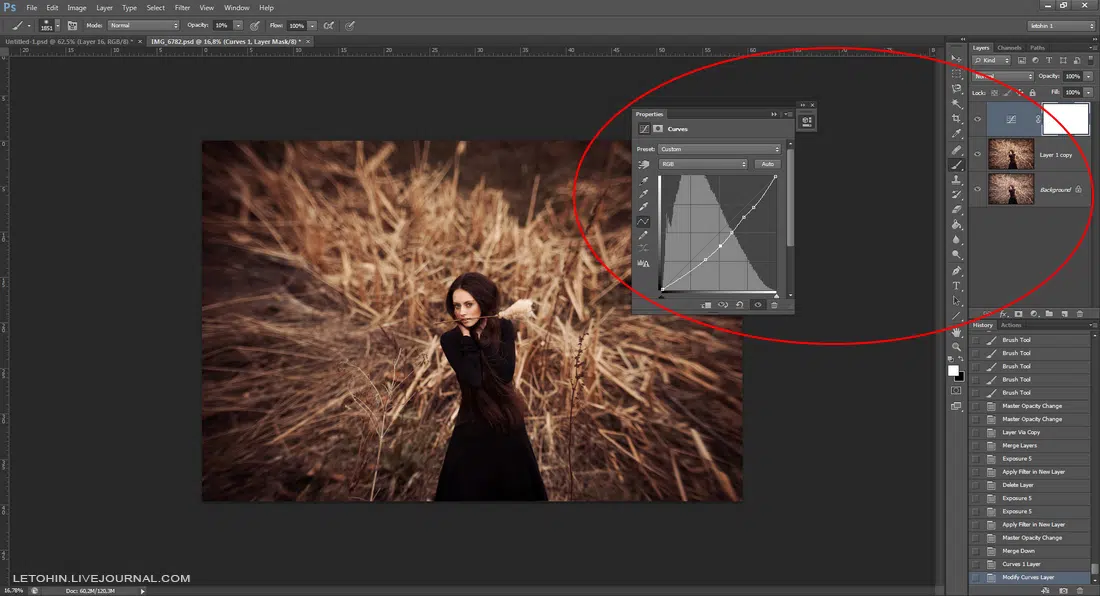 Ps File Edit Image Layer Type Select Filter View Window Help
1851 Mode: Normal Opacity: 10% Flow: 100% letohin 1
Untitled-1.psd @ 62,5% (Layer 16, RGB/8) * × IMG_6782.psd @ 16,8% (Curves 1, Layer Mask/8) * ×
Properties
Curves
Preset: Custom
RGB Auto
Layers Channels Paths
Kind
Normal Opacity: 100%
Lock: Fill: 100%
Layer 1 copy
Background
History Actions
Brush Tool
Brush Tool
Brush Tool
Brush Tool
Brush Tool
Master Opacity Change
Master Opacity Change
Layer Via Copy
Merge Layers
Exposure 5
Apply Filter in New Layer
Delete Layer
Exposure 5
Exposure 5
Apply Filter in New Layer
Master Opacity Change
Merge Down
Curves 1 Layer
Modify Curves Layer
LETOHIN.LIVEJOURNAL.COM
16,78% Doc: 60,2M/120,3M